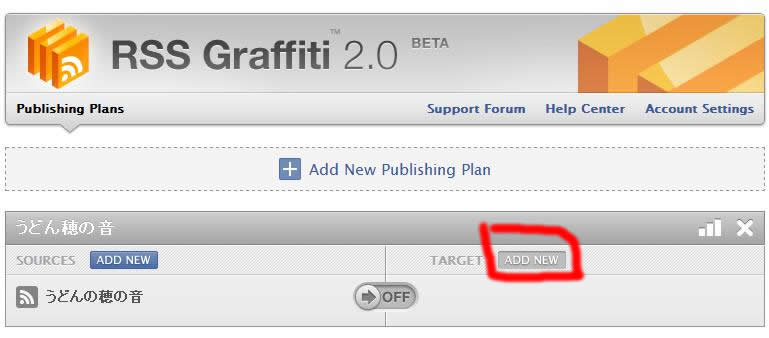 RSS Graffiti™ 2.0 BETA
Publishing Plans Support Forum Help Center Account Settings
Add New Publishing Plan
うどん穂の音
SOURCES ADD NEW TARGET ADD NEW
うどんの穂の音 OFF